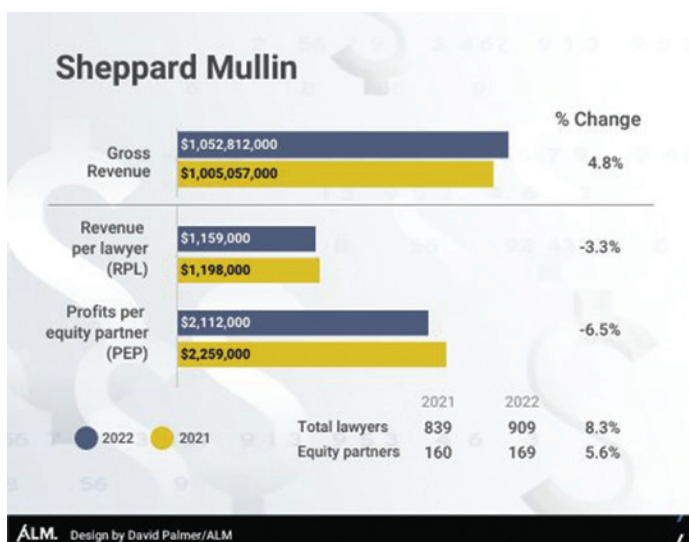 Sheppard Mullin
% Change
Gross
Revenue
$1,052,812,000
$1,005,057,000
4.8%
Revenue
per lawyer
(RPL)
$1,159,000
$1,198,000
-3.3%
Profits per
equity partner
(PEP)
$2,112,000
$2,259,000
-6.5%
2021 2022
Total lawyers 839 909 8.3%
Equity partners 160 169 5.6%
2022 2021
ALM. Design by David Palmer/ALM